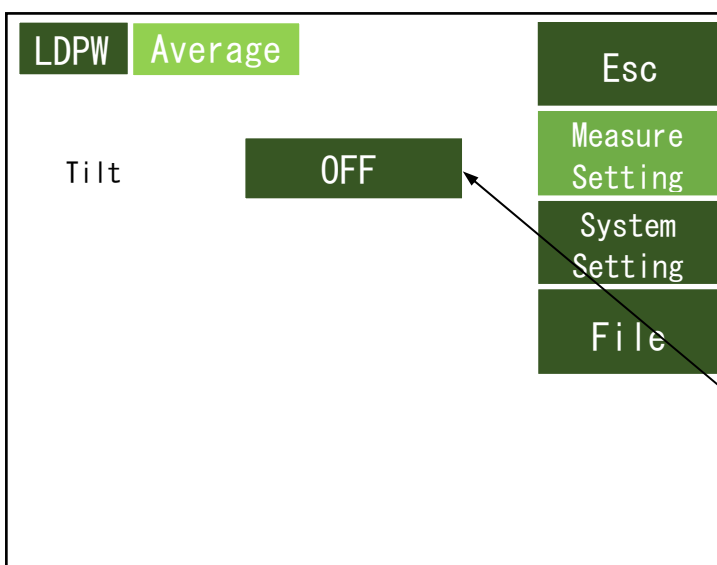 LDPW Average
Esc
Measure
Setting
Tilt OFF
System
Setting
File